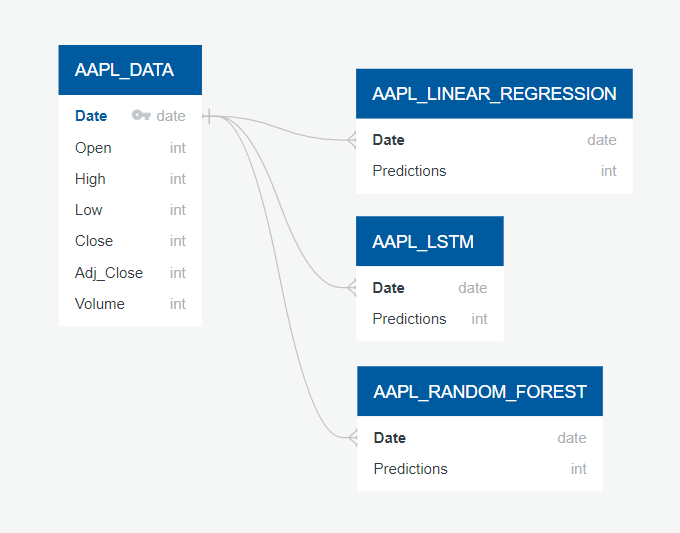 AAPL_DATA
Date date
Open int
High int
Low int
Close int
Adj_Close int
Volume int
AAPL_LINEAR_REGRESSION
Date date
Predictions int
AAPL_LSTM
Date date
Predictions int
AAPL_RANDOM_FOREST
Date date
Predictions int